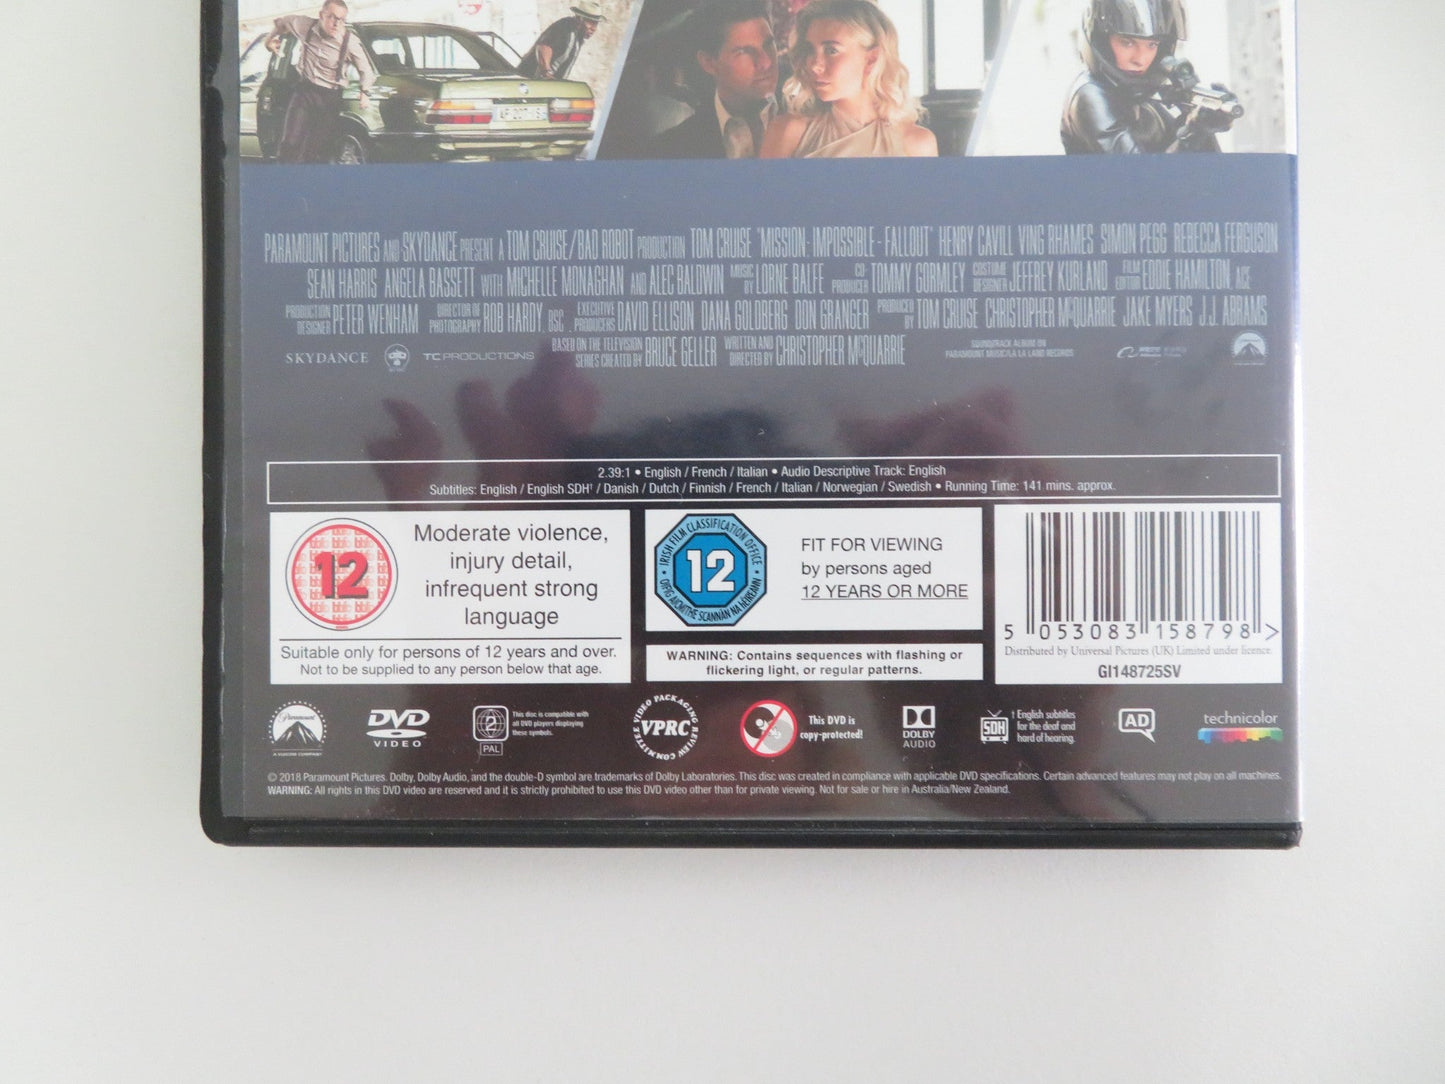 PARAMOUNT PICTURES AND SKYDANCE PRESENT A TOM CRUISE/BAD ROBOT PRODUCTION TOM CRUISE 'MISSION: IMPOSSIBLE - FALLOUT' HENRY CAVILL VING RHAMES SIMON PEGG REBECCA FERGUSON
SEAN HARRIS ANGELA BASSETT WITH MICHELLE MONAGHAN AND ALEC BALDWIN MUSIC BY LORNE BALFE CO-PRODUCER TOMMY GORMLEY COSTUME DESIGNER JEFFREY KURLAND FILM EDITOR EDDIE HAMILTON, ACE
PRODUCTION DESIGNER PETER WENHAM DIRECTOR OF PHOTOGRAPHY ROB HARDY, BSC EXECUTIVE PRODUCERS DAVID ELLISON DANA GOLDBERG DON GRANGER PRODUCED BY TOM CRUISE CHRISTOPHER McQUARRIE JAKE MYERS J.J. ABRAMS
SKYDANCE TC PRODUCTIONS BASED ON THE TELEVISION SERIES CREATED BY BRUCE GELLER WRITTEN AND DIRECTED BY CHRISTOPHER McQUARRIE SOUNDTRACK ALBUM ON PARAMOUNT MUSIC/LA LA LAND RECORDS
2.39:1 • English / French / Italian • Audio Descriptive Track: English
Subtitles: English / English SDH† / Danish / Dutch / Finnish / French / Italian / Norwegian / Swedish • Running Time: 141 mins. approx.
12
Moderate violence,
injury detail,
infrequent strong
language
Suitable only for persons of 12 years and over.
Not to be supplied to any person below that age.
• IRISH FILM CLASSIFICATION OFFICE •
12
OIFIG AICMITHE SCANNÁN NA HÉIREANN
FIT FOR VIEWING
by persons aged
12 YEARS OR MORE
WARNING: Contains sequences with flashing or
flickering light, or regular patterns.
5 053083 158798 >
Distributed by Universal Pictures (UK) Limited under licence.
GI148725SV
Paramount
A VIACOM COMPANY
DVD
VIDEO
2
PAL
This disc is compatible with
all DVD players displaying
these symbols.
VIDEO PACKAGING REVIEW COMMITTEE
VPRC
This DVD is
copy-protected!
DOLBY
AUDIO
SDH
† English subtitles
for the deaf and
hard of hearing.
AD
technicolor
© 2018 Paramount Pictures. Dolby, Dolby Audio, and the double-D symbol are trademarks of Dolby Laboratories. This disc was created in compliance with applicable DVD specifications. Certain advanced features may not play on all machines.
WARNING: All rights in this DVD video are reserved and it is strictly prohibited to use this DVD video other than for private viewing. Not for sale or hire in Australia/New Zealand.